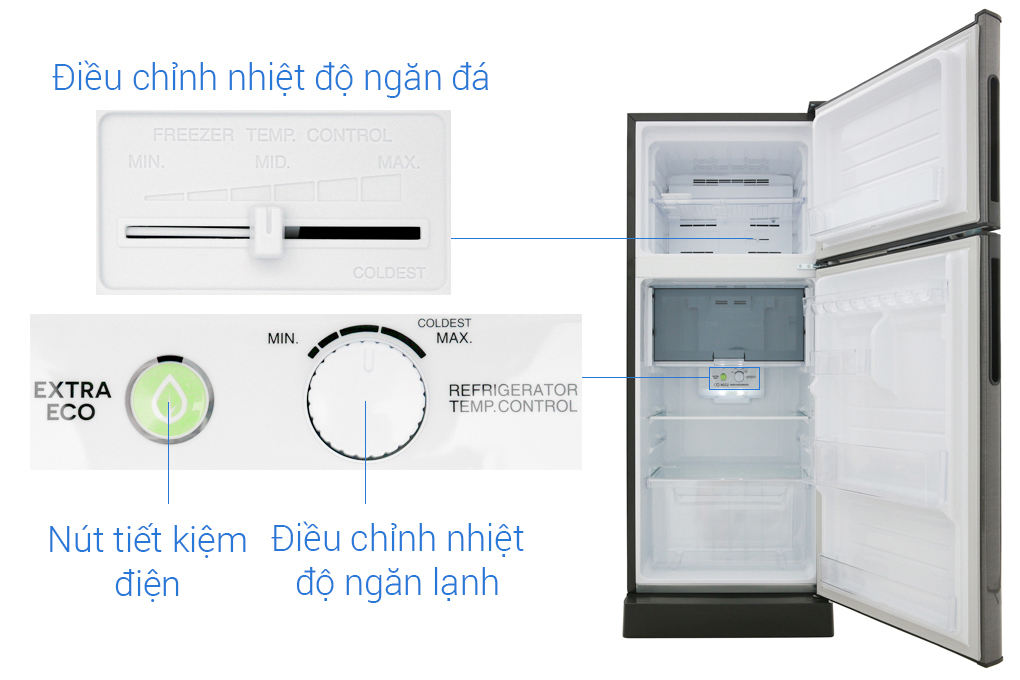 Điều chỉnh nhiệt độ ngăn đá
FREEZER TEMP. CONTROL
MIN. MID. MAX.
COLDEST
MIN.
COLDEST
MAX.
EXTRA
ECO
REFRIGERATOR
TEMP.CONTROL
Nút tiết kiệm
điện
Điều chỉnh nhiệt
độ ngăn lạnh